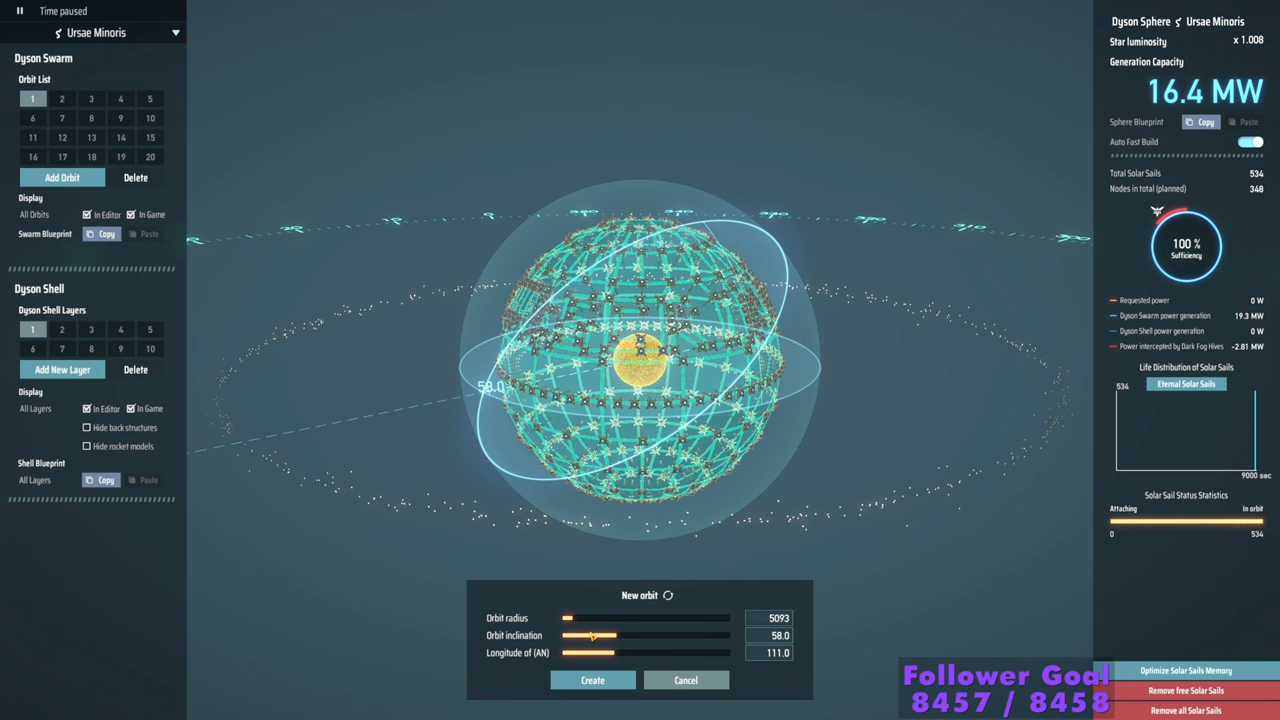 Time paused
Ursae Minoris
Dyson Swarm
Orbit List
1 2 3 4 5
6 7 8 9 10
11 12 13 14 15
16 17 18 19 20
Add Orbit Delete
Display
All Orbits In Editor In Game
Swarm Blueprint Copy Paste
Dyson Shell
Dyson Shell Layers
1 2 3 4 5
6 7 8 9 10
Add New Layer Delete
Display
All Layers In Editor In Game
Hide back structures
Hide rocket models
Shell Blueprint
All Layers Copy Paste
58.0
New orbit
Orbit radius 5093
Orbit inclination 58.0
Longitude of (AN) 111.0
Create Cancel
Dyson Sphere Ursae Minoris
Star luminosity x 1.008
Generation Capacity
16.4 MW
Sphere Blueprint Copy Paste
Auto Fast Build
Total Solar Sails 534
Nodes in total (planned) 348
100 %
Sufficiency
Requested power 0 W
Dyson Swarm power generation 19.3 MW
Dyson Shell power generation 0 W
Power intercepted by Dark Fog Hives -2.81 MW
Life Distribution of Solar Sails
534 Eternal Solar Sails
9000 sec
Solar Sail Status Statistics
Attaching In orbit
0 534
Optimize Solar Sails Memory
Remove free Solar Sails
Remove all Solar Sails
Follower Goal
8457 / 8458